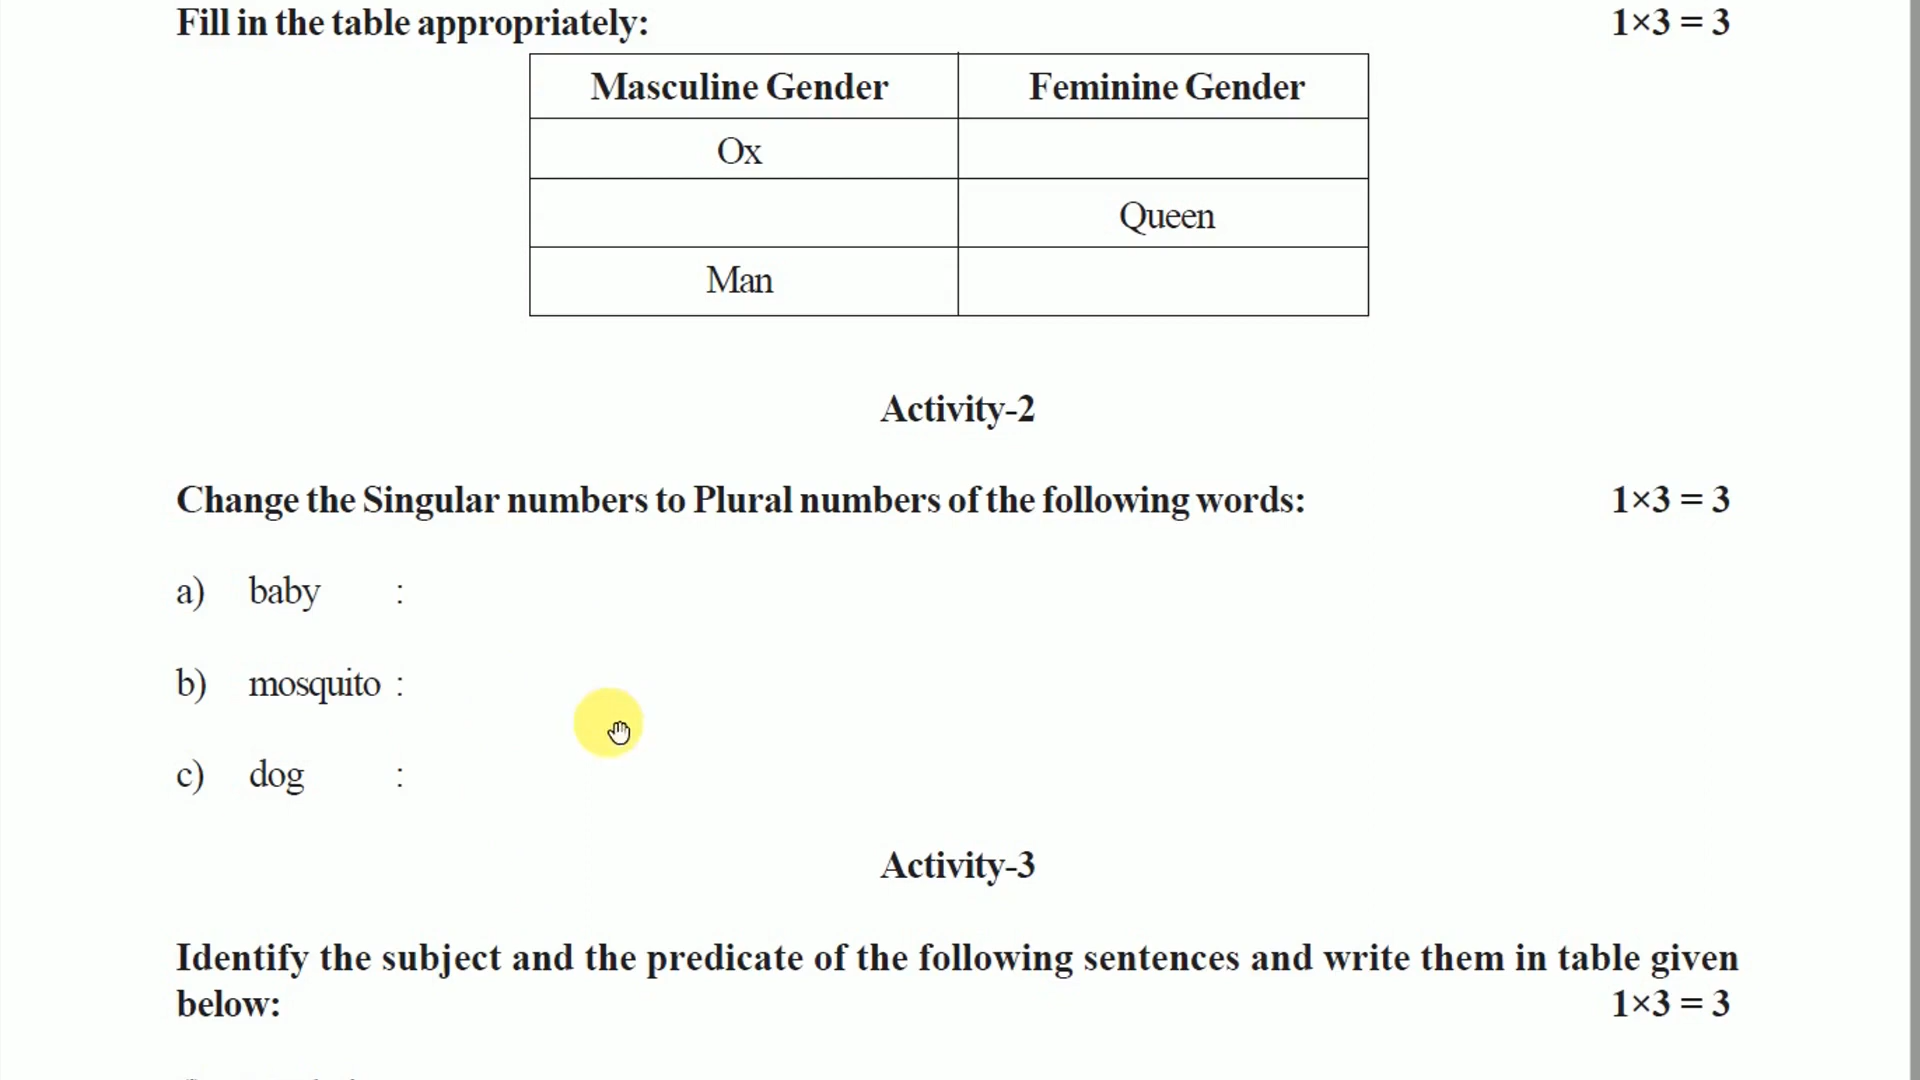 Fill in the table appropriately: 1×3 = 3
Masculine Gender Feminine Gender
Ox
Queen
Man
Activity-2
Change the Singular numbers to Plural numbers of the following words: 1×3 = 3
a) baby :
b) mosquito :
c) dog :
Activity-3
Identify the subject and the predicate of the following sentences and write them in table given
below: 1×3 = 3